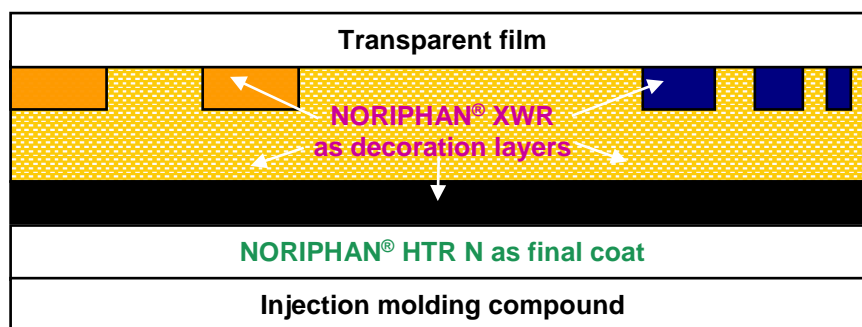 Transparent film
NORIPHAN® XWR
as decoration layers
NORIPHAN® HTR N as final coat
Injection molding compound